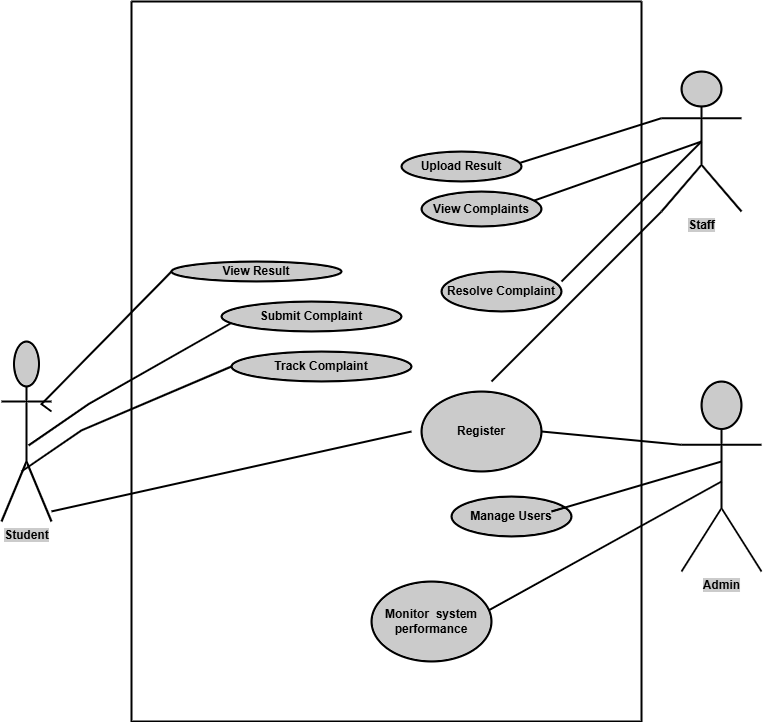 Upload Result
View Complaints
Staff
View Result
Resolve Complaint
Submit Complaint
Track Complaint
Register
Manage Users
Student
Admin
Monitor system
performance